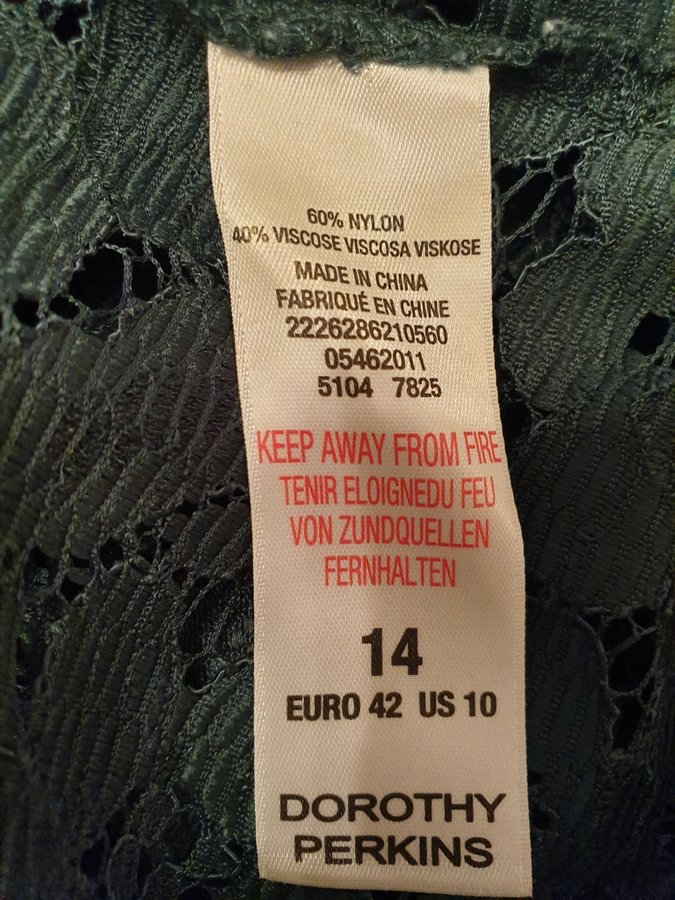 60% NYLON
40% VISCOSE VISCOSA VISKOSE
MADE IN CHINA
FABRIQUÉ EN CHINE
2226286210560
05462011
5104 7825
KEEP AWAY FROM FIRE
TENIR ELOIGNEDU FEU
VON ZUNDQUELLEN
FERNHALTEN
14
EURO 42 US 10
DOROTHY
PERKINS